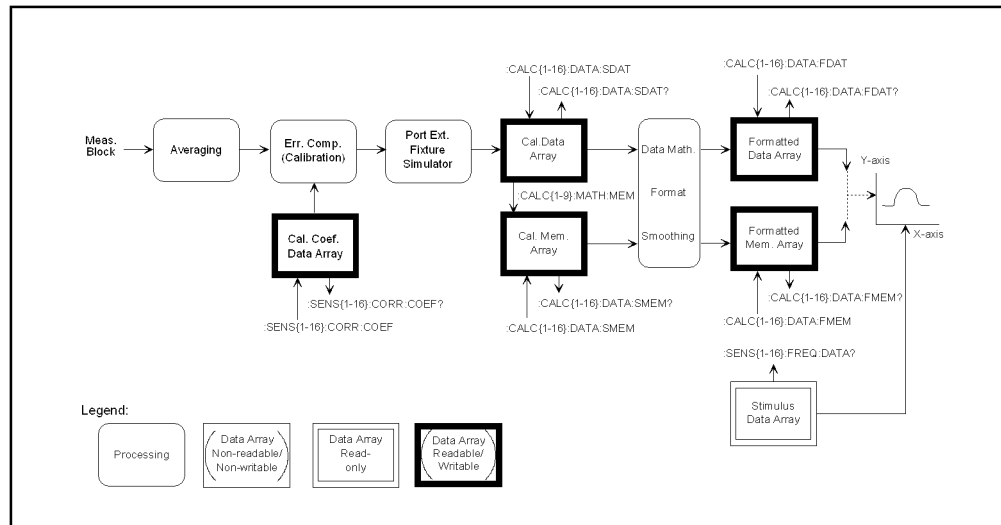 :CALC{1-16}:DATA:SDAT
:CALC{1-16}:DATA:SDAT?
:CALC{1-16}:DATA:FDAT
:CALC{1-16}:DATA:FDAT?
Meas.
Block
Averaging
Err. Comp.
(Calibration)
Port Ext.
Fixture
Simulator
Cal.Data
Array
Data Math.
Format
Smoothing
Formatted
Data Array
Y-axis
X-axis
:CALC{1-9}:MATH:MEM
Cal. Coef.
Data Array
Cal. Mem.
Array
Formatted
Mem. Array
:SENS{1-16}:CORR:COEF?
:SENS{1-16}:CORR:COEF
:CALC{1-16}:DATA:SMEM?
:CALC{1-16}:DATA:SMEM
:CALC{1-16}:DATA:FMEM?
:CALC{1-16}:DATA:FMEM
:SENS{1-16}:FREQ:DATA?
Stimulus
Data Array
Legend:
Processing
Data Array
Non-readable/
Non-writable
Data Array
Read-
only
Data Array
Readable/
Writable